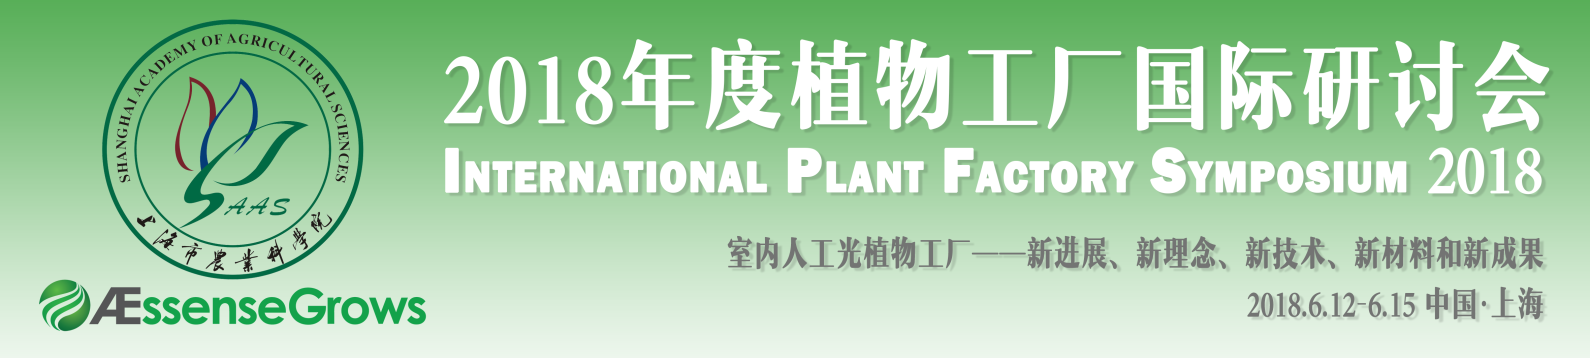 SHANGHAI ACADEMY OF AGRICULTURAL SCIENCES
SAAS
上海市農業科学院
ÆssenseGrows
2018年度植物工厂国际研讨会
INTERNATIONAL PLANT FACTORY SYMPOSIUM 2018
室内人工光植物工厂——新进展、新理念、新技术、新材料和新成果
2018.6.12-6.15 中国·上海